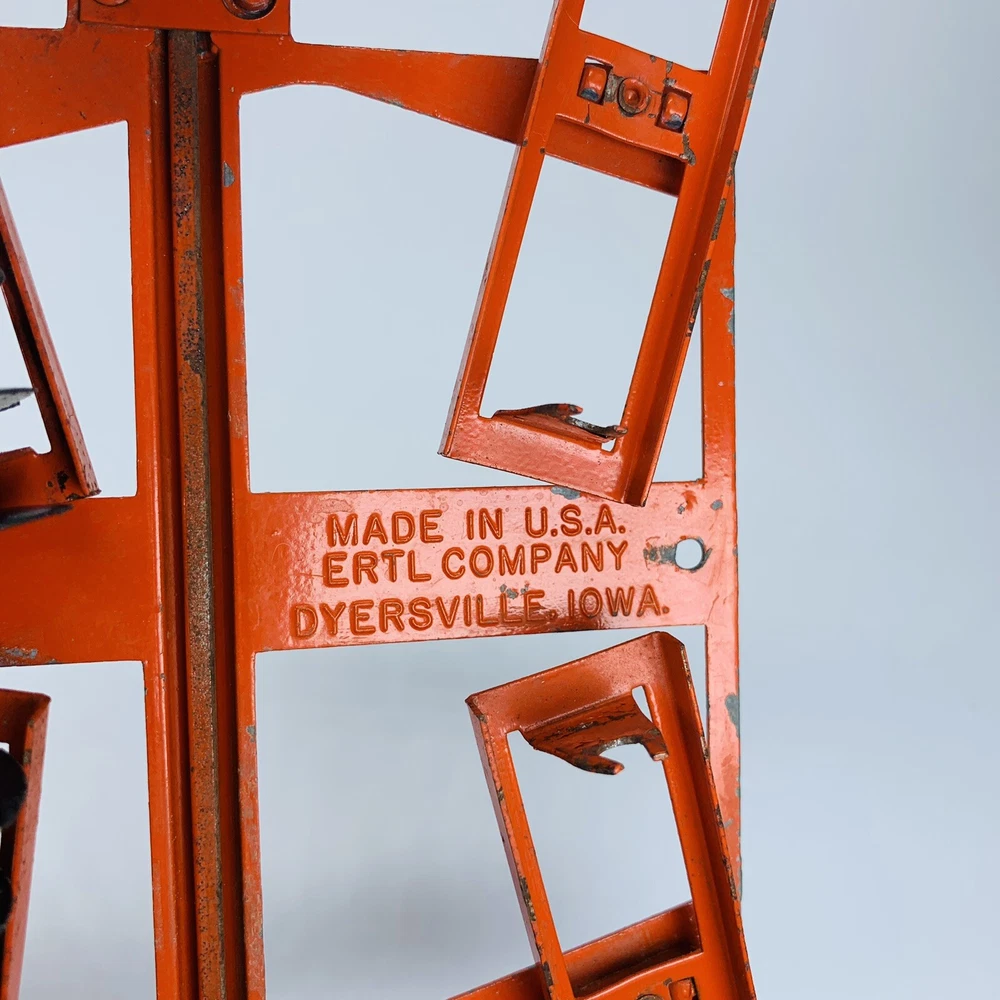 MADE IN U.S.A.
ERTL COMPANY
DYERSVILLE, IOWA.